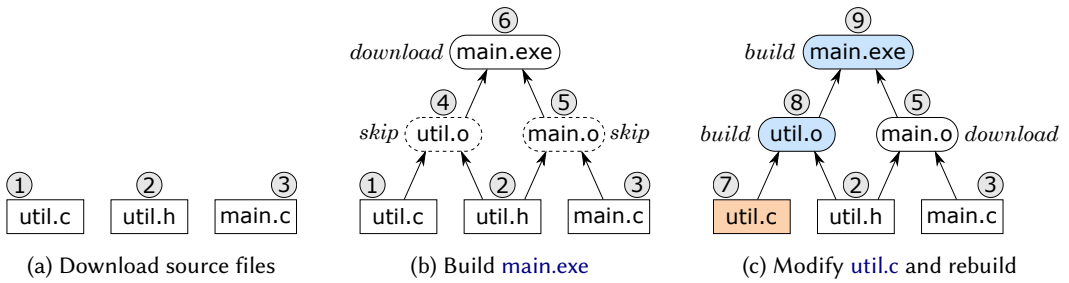 1 2 3
util.c util.h main.c
(a) Download source files
6
download main.exe
4 5
skip util.o main.o skip
1 2 3
util.c util.h main.c
(b) Build main.exe
9
build main.exe
8 5
build util.o main.o download
7 2 3
util.c util.h main.c
(c) Modify util.c and rebuild